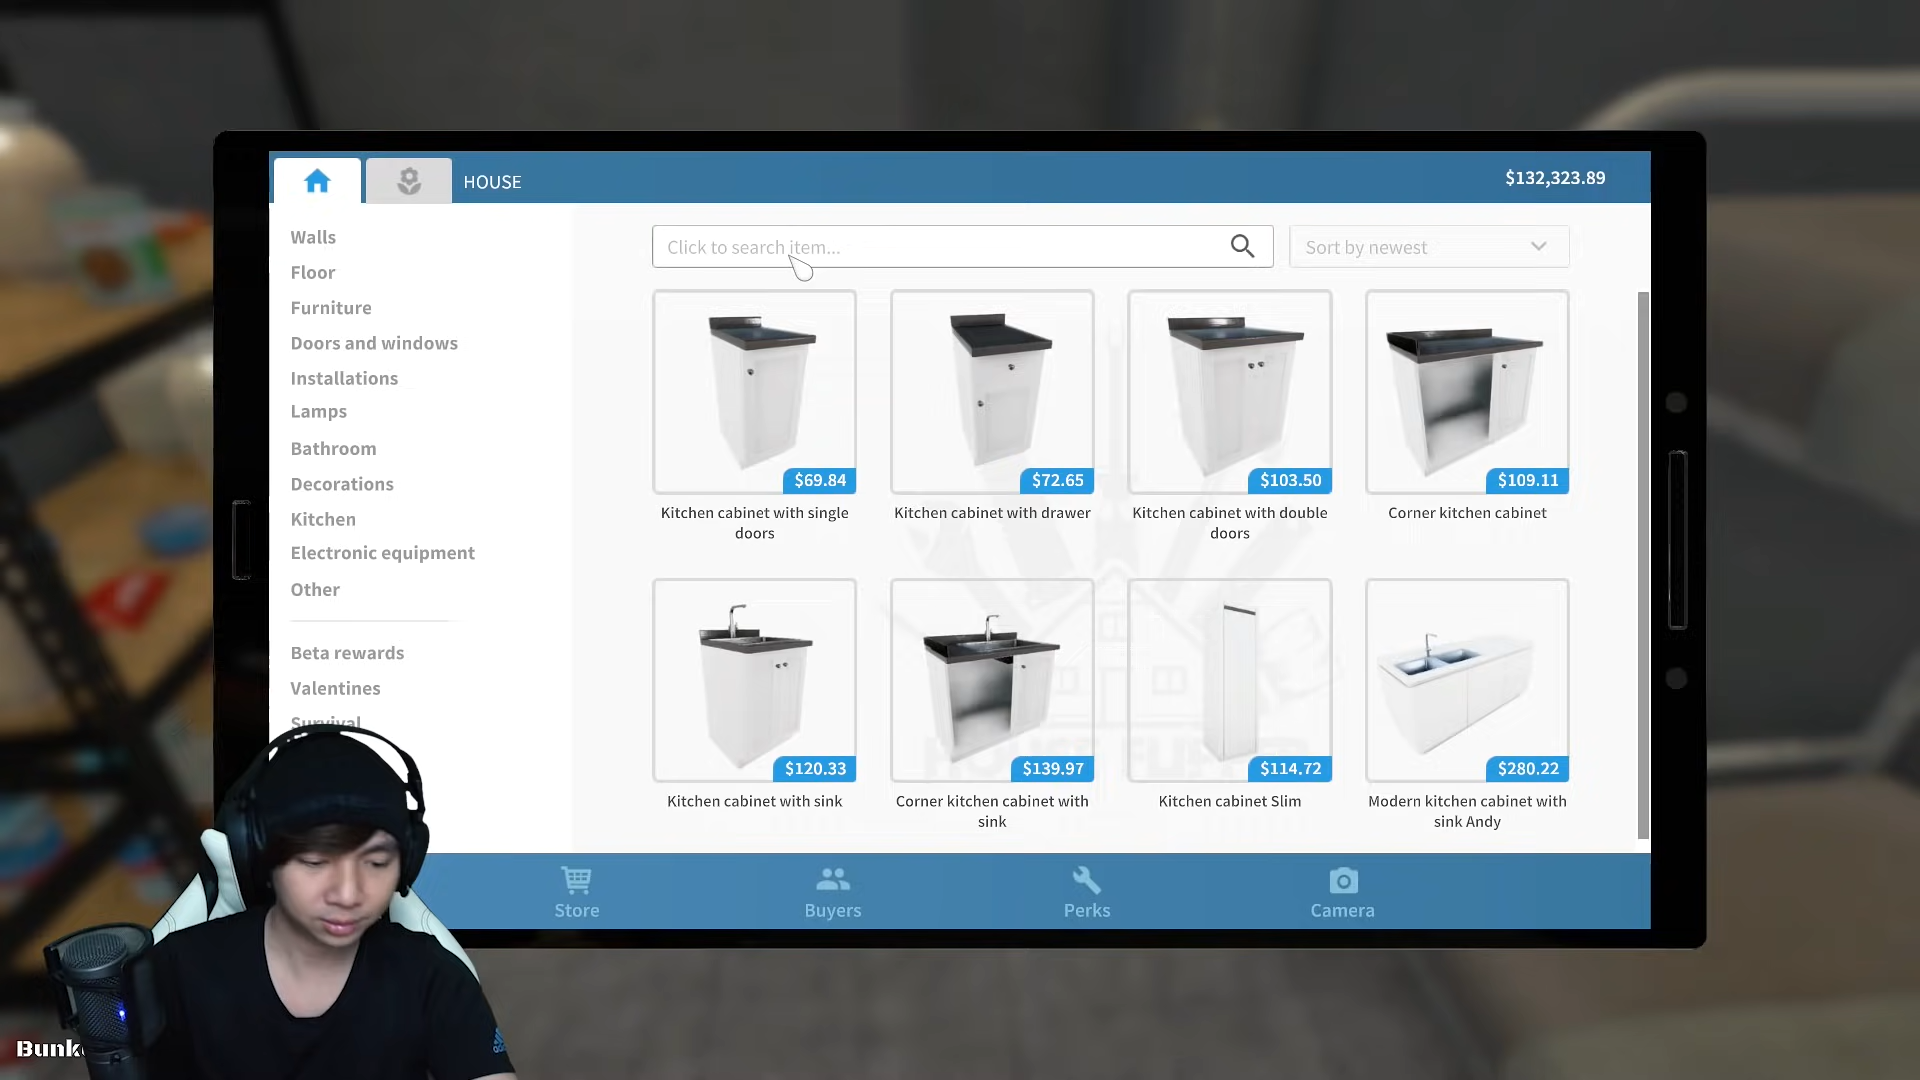 HOUSE
$132,323.89
Walls
Floor
Furniture
Doors and windows
Installations
Lamps
Bathroom
Decorations
Kitchen
Electronic equipment
Other
Beta rewards
Valentines
Survival
Click to search item...
Sort by newest
$69.84
$72.65
$103.50
$109.11
Kitchen cabinet with single
doors
Kitchen cabinet with drawer
Kitchen cabinet with double
doors
Corner kitchen cabinet
$120.33
$139.97
$114.72
$280.22
Kitchen cabinet with sink
Corner kitchen cabinet with
sink
Kitchen cabinet Slim
Modern kitchen cabinet with
sink Andy
Store
Buyers
Perks
Camera
adidas